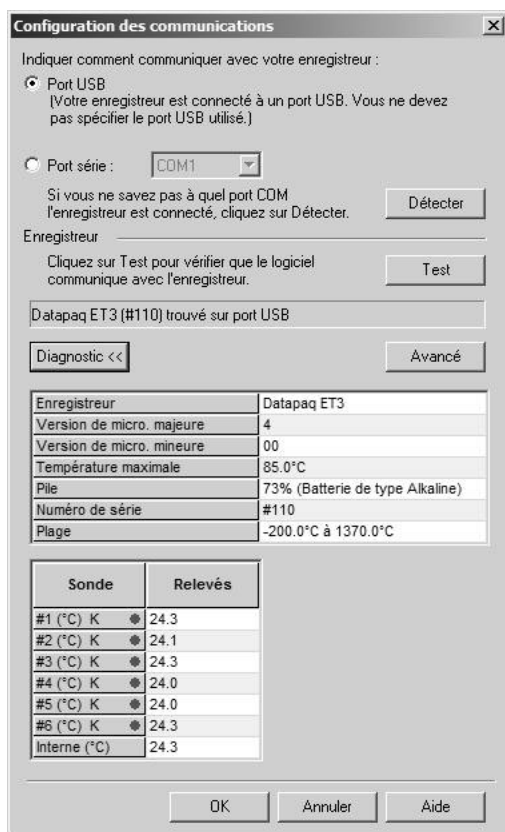 Configuration des communications
Indiquer comment communiquer avec votre enregistreur :
Port USB
(Votre enregistreur est connecté à un port USB. Vous ne devez
pas spécifier le port USB utilisé.)
Port série :
COM1
Si vous ne savez pas à quel port COM
l'enregistreur est connecté, cliquez sur Détecter.
Détecter
Enregistreur
Cliquez sur Test pour vérifier que le logiciel
communique avec l'enregistreur.
Test
Datapaq ET3 (#110) trouvé sur port USB
Diagnostic <<
Avancé
Enregistreur Datapaq ET3
Version de micro. majeure 4
Version de micro. mineure 00
Température maximale 85.0°C
Pile 73% (Batterie de type Alkaline)
Numéro de série #110
Plage -200.0°C à 1370.0°C
Sonde Relevés
#1 (°C) K 24.3
#2 (°C) K 24.1
#3 (°C) K 24.3
#4 (°C) K 24.0
#5 (°C) K 24.0
#6 (°C) K 24.3
Interne (°C) 24.3
OK Annuler Aide